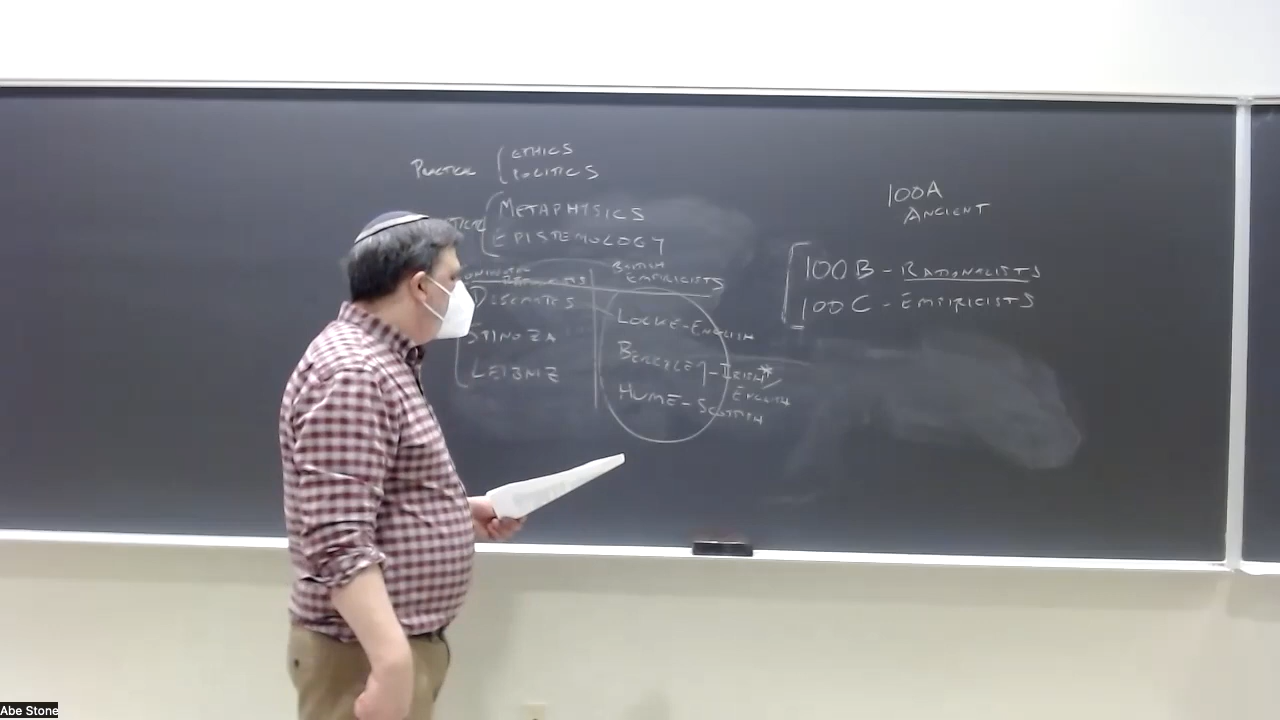 PRACTICAL ETHICS
POLITICS
METAPHYSICS
EPISTEMOLOGY
BRITISH
EMPIRICISTS
DESCARTES
SPINOZA
LEIBNIZ
LOCKE - ENGLISH
BERKELEY - IRISH*
ENGLISH
HUME - SCOTTISH
100A
ANCIENT
100B - RATIONALISTS
100C - EMPIRICISTS
Abe Stone